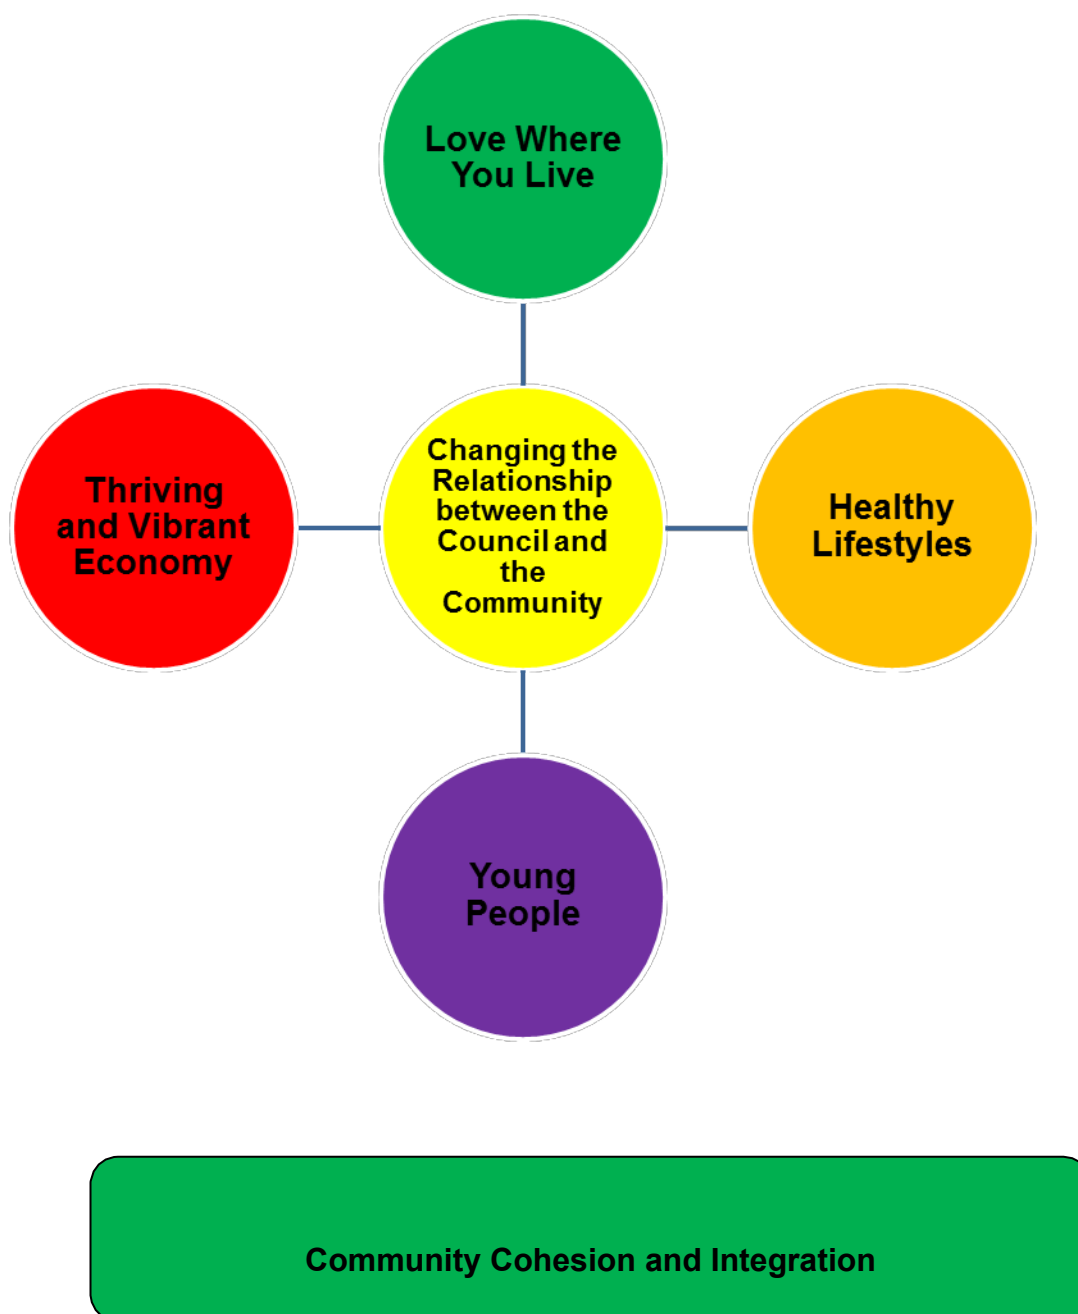 Love Where
You Live
Thriving
and Vibrant
Economy
Changing the
Relationship
between the
Council and
the
Community
Healthy
Lifestyles
Young
People
Community Cohesion and Integration